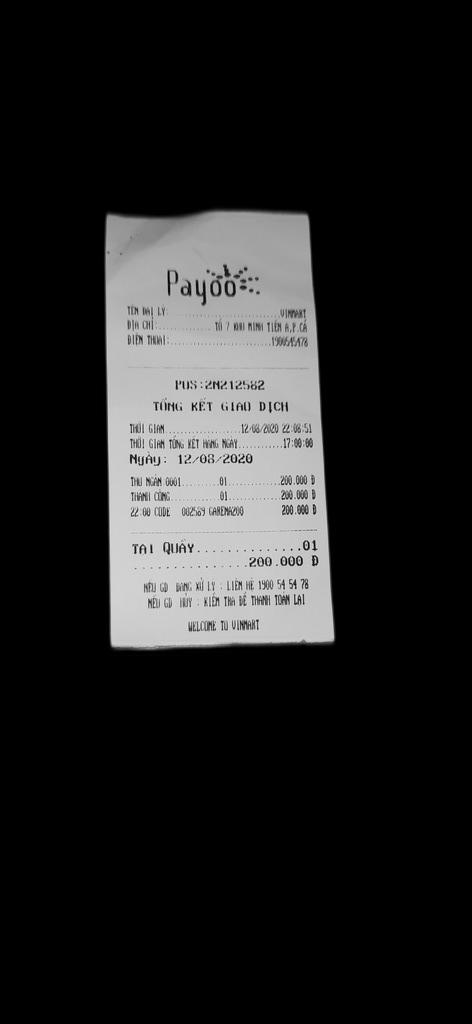 Payoo
TÊN ĐẠI LÝ:........................VINMART
ĐỊA CHỈ:............TỔ 7 KHU MINH TIẾN A,P.CẢ
ĐIỆN THOẠI:......................1900545478
POS:2N212582
TỔNG KẾT GIAO DỊCH
THỜI GIAN.................12/08/2020 22:08:51
THỜI GIAN TỔNG KẾT HÀNG NGÀY..........17:00:00
Ngày: 12/08/2020
THU NGÂN 0001.........01............200.000 Đ
THÀNH CÔNG............01............200.000 Đ
22:00 CODE 002589 GARENA200 200.000 Đ
TẠI QUẦY..............01
................200.000 Đ
NẾU GD ĐANG XỬ LÝ : LIÊN HỆ 1900 54 54 78
NẾU GD HỦY : KIỂM TRA ĐỂ THANH TOÁN LẠI
WELCOME TO VINMART